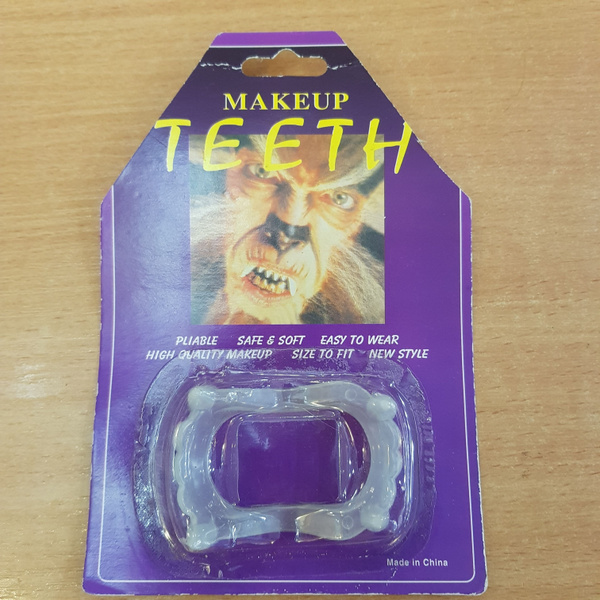 MAKEUP
TEETH
PLIABLE SAFE & SOFT EASY TO WEAR
HIGH QUALITY MAKEUP SIZE TO FIT NEW STYLE
Made in China